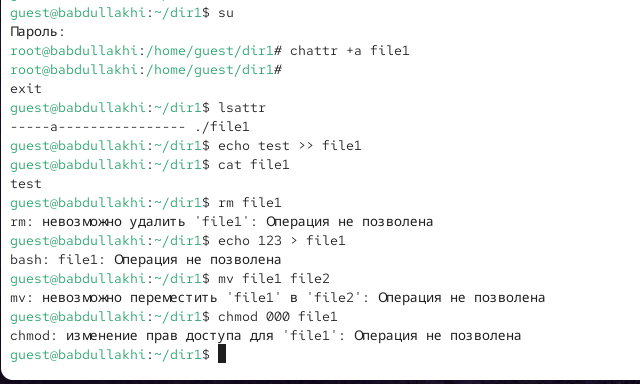 guest@babdullakhi:~/dir1$ su
Пароль:
root@babdullakhi:/home/guest/dir1# chattr +a file1
root@babdullakhi:/home/guest/dir1#
exit
guest@babdullakhi:~/dir1$ lsattr
-----a---------------- ./file1
guest@babdullakhi:~/dir1$ echo test >> file1
guest@babdullakhi:~/dir1$ cat file1
test
guest@babdullakhi:~/dir1$ rm file1
rm: невозможно удалить 'file1': Операция не позволена
guest@babdullakhi:~/dir1$ echo 123 > file1
bash: file1: Операция не позволена
guest@babdullakhi:~/dir1$ mv file1 file2
mv: невозможно переместить 'file1' в 'file2': Операция не позволена
guest@babdullakhi:~/dir1$ chmod 000 file1
chmod: изменение прав доступа для 'file1': Операция не позволена
guest@babdullakhi:~/dir1$